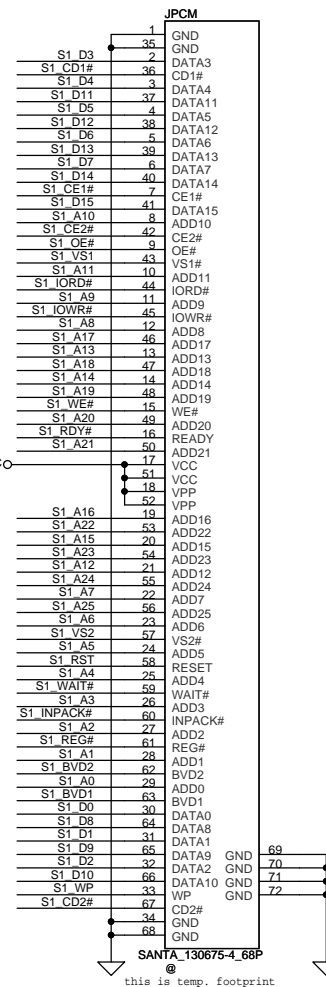 JPCM
1 GND
35 GND
S1_D3 2 DATA3
S1_CD1# 36 CD1#
S1_D4 3 DATA4
S1_D11 37 DATA11
S1_D5 4 DATA5
S1_D12 38 DATA12
S1_D6 5 DATA6
S1_D13 39 DATA13
S1_D7 6 DATA7
S1_D14 40 DATA14
S1_CE1# 7 CE1#
S1_D15 41 DATA15
S1_A10 8 ADD10
S1_CE2# 42 CE2#
S1_OE# 9 OE#
S1_VS1 43 VS1#
S1_A11 10 ADD11
S1_IORD# 44 IORD#
S1_A9 11 ADD9
S1_IOWR# 45 IOWR#
S1_A8 12 ADD8
S1_A17 46 ADD17
S1_A13 13 ADD13
S1_A18 47 ADD18
S1_A14 14 ADD14
S1_A19 48 ADD19
S1_WE# 15 WE#
S1_A20 49 ADD20
S1_RDY# 16 READY
S1_A21 50 ADD21
17 VCC
51 VCC
18 VPP
52 VPP
S1_A16 19 ADD16
S1_A22 53 ADD22
S1_A15 20 ADD15
S1_A23 54 ADD23
S1_A12 21 ADD12
S1_A24 55 ADD24
S1_A7 22 ADD7
S1_A25 56 ADD25
S1_A6 23 ADD6
S1_VS2 57 VS2#
S1_A5 24 ADD5
S1_RST 58 RESET
S1_A4 25 ADD4
S1_WAIT# 59 WAIT#
S1_A3 26 ADD3
S1_INPACK# 60 INPACK#
S1_A2 27 ADD2
S1_REG# 61 REG#
S1_A1 28 ADD1
S1_BVD2 62 BVD2
S1_A0 29 ADD0
S1_BVD1 63 BVD1
S1_D0 30 DATA0
S1_D8 64 DATA8
S1_D1 31 DATA1
S1_D9 65 DATA9 GND 69
S1_D2 32 DATA2 GND 70
S1_D10 66 DATA10 GND 71
S1_WP 33 WP GND 72
S1_CD2# 67 CD2#
34 GND
68 GND
SANTA_130675-4_68P
@
this is temp. footprint